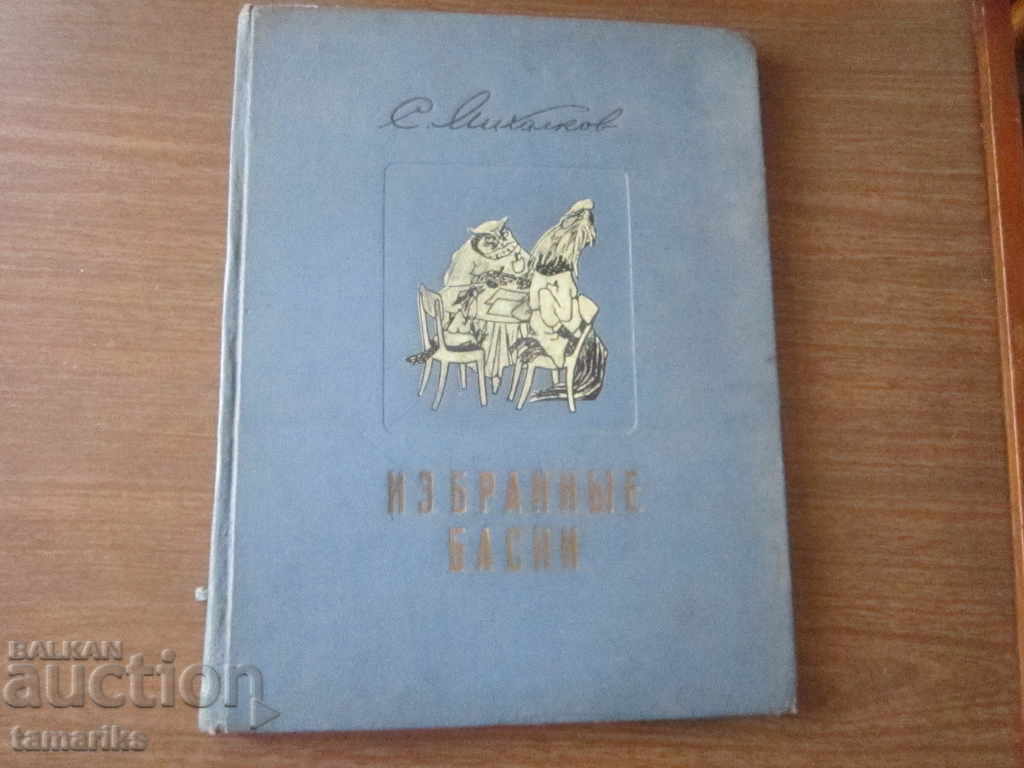 С. Михалков
ИЗБРАННЫЕ
БАСНИ
BALKAN
auction
tamariks